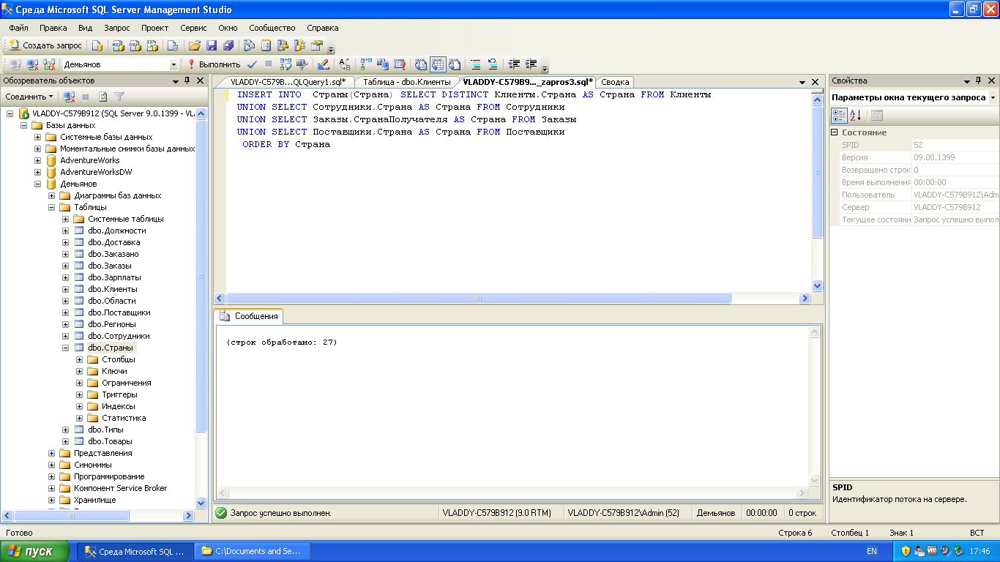 Среда Microsoft SQL Server Management Studio
Файл Правка Вид Запрос Проект Сервис Окно Сообщество Справка
Создать запрос
Демьянов Выполнить
Обозреватель объектов
Соединить
VLADDY-C579B912 (SQL Server 9.0.1399 - VL
Базы данных
Системные базы данных
Моментальные снимки базы данных
AdventureWorks
AdventureWorksDW
Демьянов
Диаграммы баз данных
Таблицы
Системные таблицы
dbo.Должности
dbo.Доставка
dbo.Заказано
dbo.Заказы
dbo.Зарплаты
dbo.Клиенты
dbo.Области
dbo.Поставщики
dbo.Регионы
dbo.Сотрудники
dbo.Страны
Столбцы
Ключи
Ограничения
Триггеры
Индексы
Статистика
dbo.Типы
dbo.Товары
Представления
Синонимы
Программирование
Компонент Service Broker
Хранилище
VLADDY-C579B...QLQuery1.sql* Таблица - dbo.Клиенты VLADDY-C579B9..._zapros3.sql* Сводка
INSERT INTO  Страны(Страна) SELECT DISTINCT Клиенты.Страна AS Страна FROM Клиенты
UNION SELECT Сотрудники.Страна AS Страна FROM Сотрудники
UNION SELECT Заказы.СтранаПолучателя AS Страна FROM Заказы
UNION SELECT Поставщики.Страна AS Страна FROM Поставщики
ORDER BY Страна
Сообщения
(строк обработано: 27)
Запрос успешно выполнен. VLADDY-C579B912 (9.0 RTM) VLADDY-C579B912\Admin (52) Демьянов 00:00:00 0 строк
Свойства
Параметры окна текущего запроса
Состояние
SPID 52
Версия 09.00.1399
Возвращено строк 0
Время выполнения 00:00:00
Пользователь VLADDY-C579B912\Adm
Сервер VLADDY-C579B912
Текущее состояни Запрос успешно выпол
SPID
Идентификатор потока на сервере.
Готово Строка 6 Столбец 1 Знак 1 ВСТ
пуск Среда Microsoft SQL ... C:\Documents and Se... EN 17:46